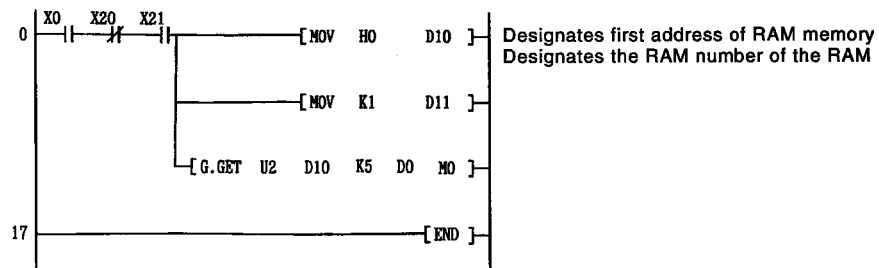 X0 X20 X21
0 [ MOV H0 D10 ] Designates first address of RAM memory
Designates the RAM number of the RAM
[ MOV K1 D11 ]
[ G.GET U2 D10 K5 D0 M0 ]
17 [ END ]